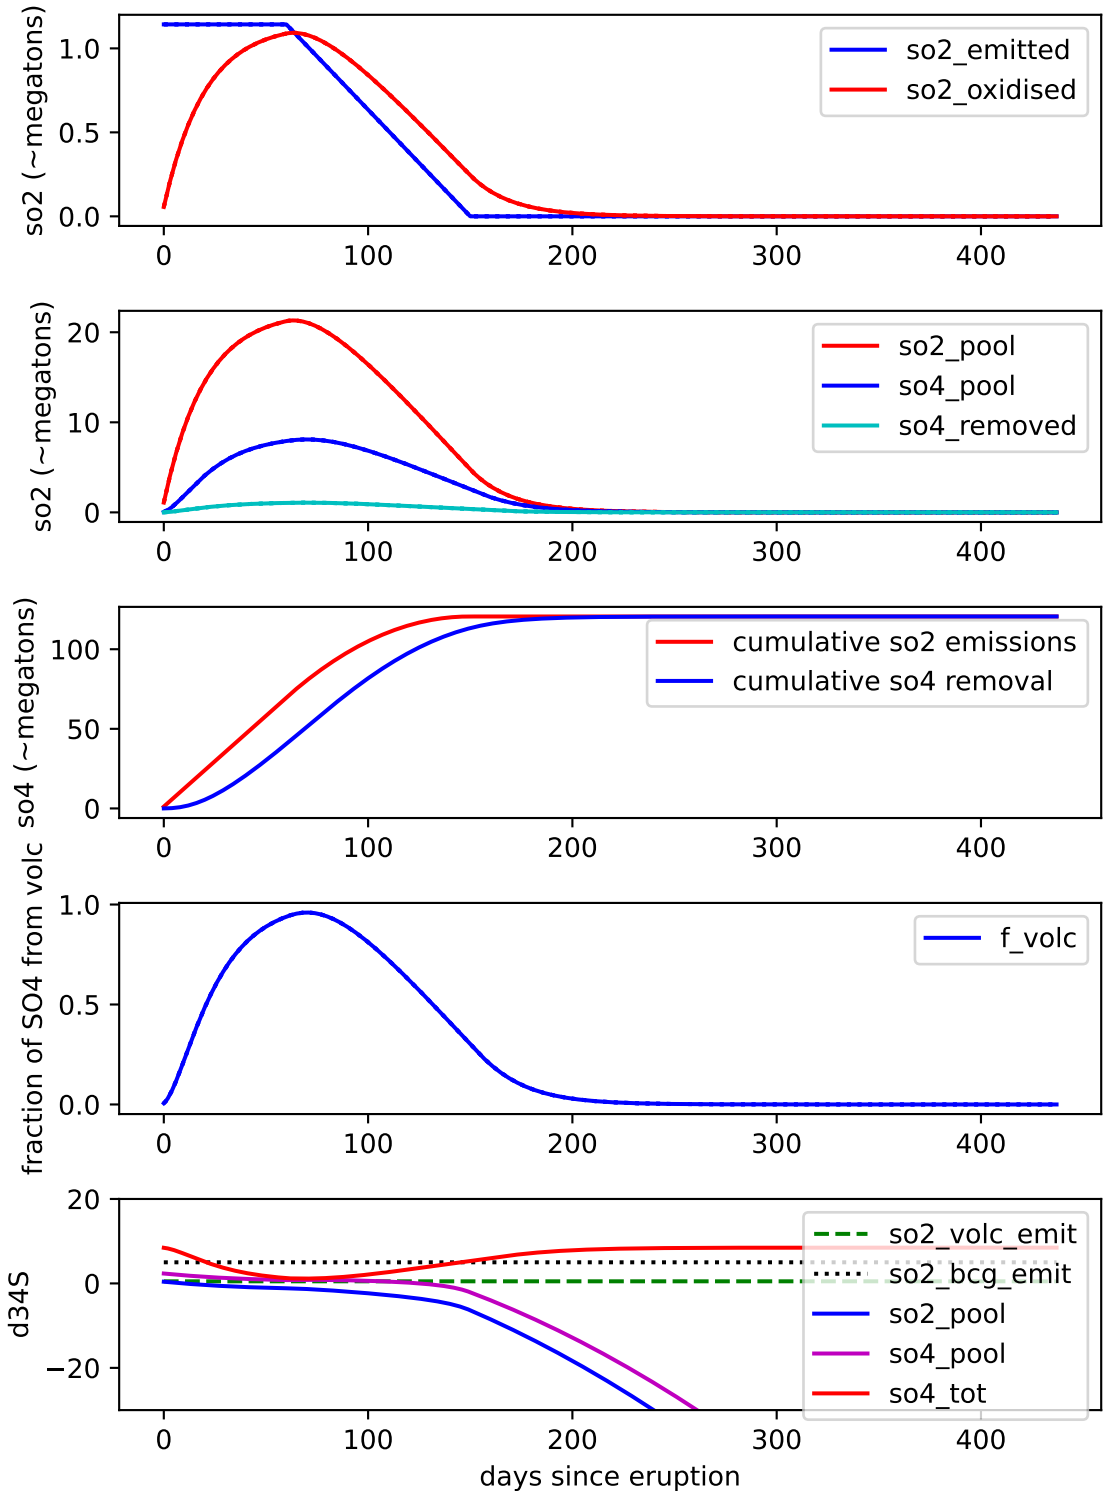 so2 (~megatons)
1.0
0.5
0.0
so2_emitted
so2_oxidised
0 100 200 300 400
so2 (~megatons)
20
10
0
so2_pool
so4_pool
so4_removed
0 100 200 300 400
so4 (~megatons)
100
50
0
cumulative so2 emissions
cumulative so4 removal
0 100 200 300 400
fraction of SO4 from volc
1.0
0.5
0.0
f_volc
0 100 200 300 400
d34S
20
0
−20
so2_volc_emit
so2_bcg_emit
so2_pool
so4_pool
so4_tot
0 100 200 300 400
days since eruption